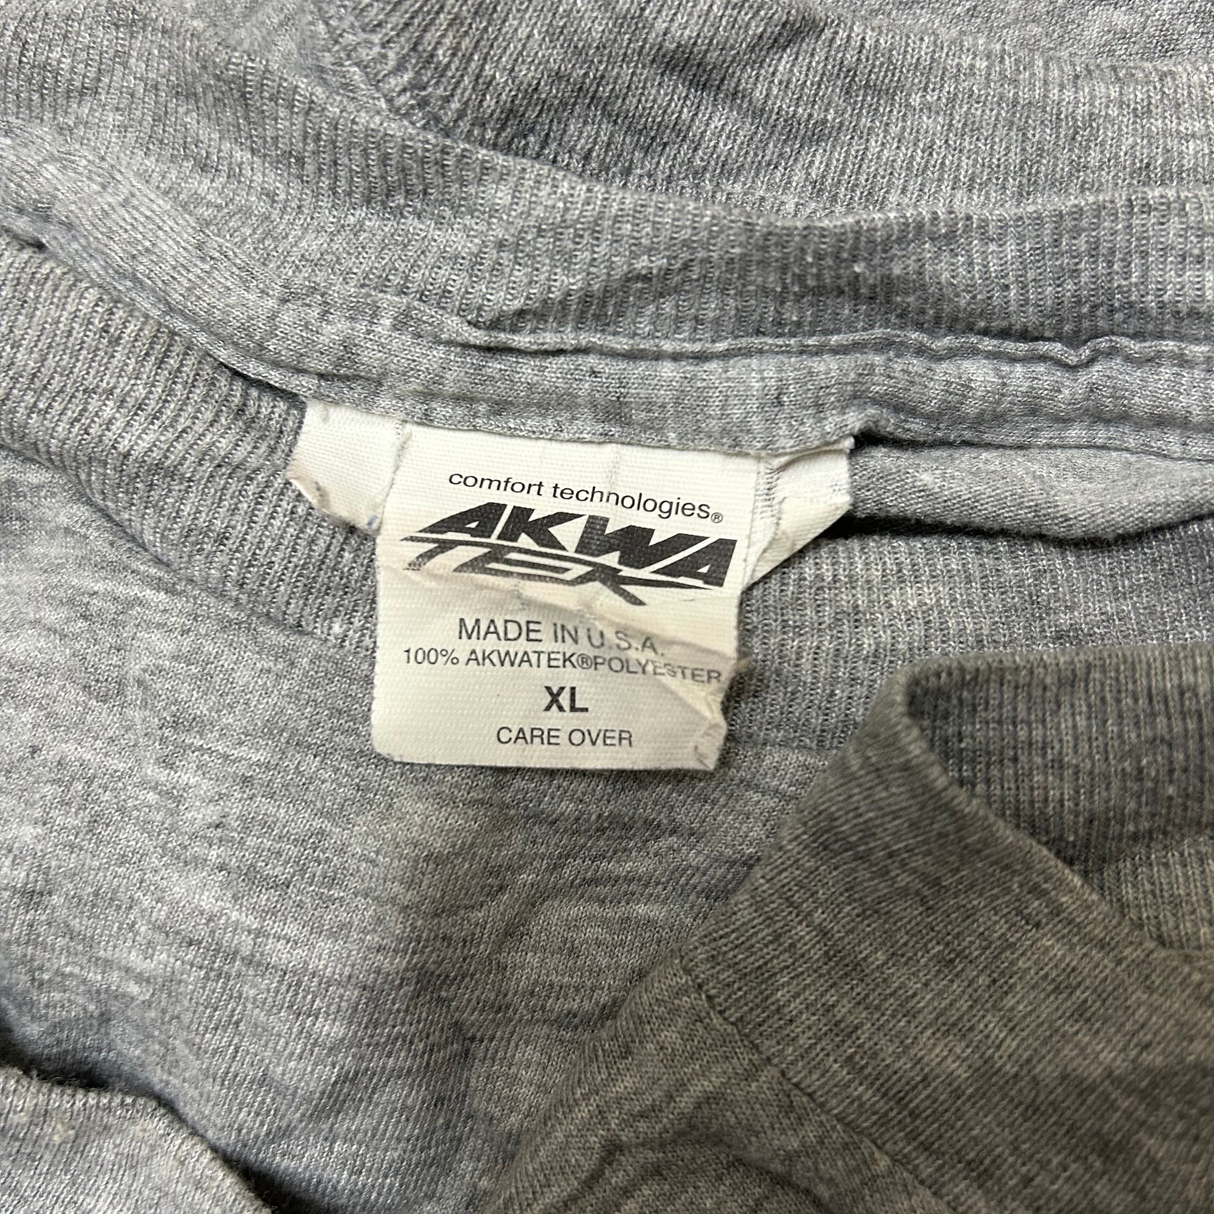 comfort technologies®
AKWA
TEK
MADE IN U.S.A.
100% AKWATEK®POLYESTER
XL
CARE OVER